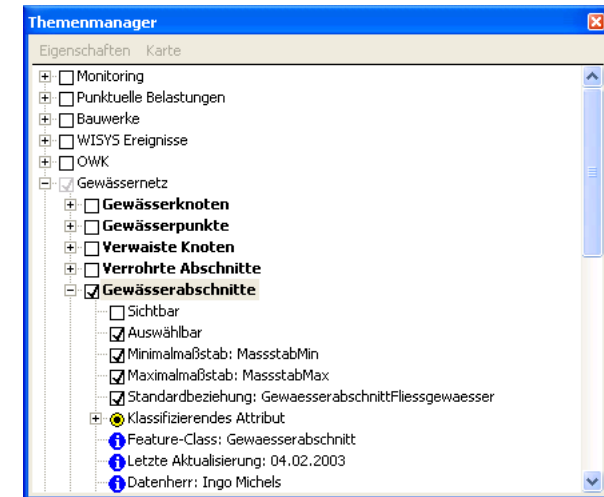 Themenmanager
Eigenschaften Karte
Monitoring
Punktuelle Belastungen
Bauwerke
WISYS Ereignisse
OWK
Gewässernetz
Gewässerknoten
Gewässerpunkte
Verwaiste Knoten
Verrohrte Abschnitte
Gewässerabschnitte
Sichtbar
Auswählbar
Minimalmaßstab: MassstabMin
Maximalmaßstab: MassstabMax
Standardbeziehung: GewaesserabschnittFliessgewaesser
Klassifizierendes Attribut
Feature-Class: Gewaesserabschnitt
Letzte Aktualisierung: 04.02.2003
Datenherr: Ingo Michels